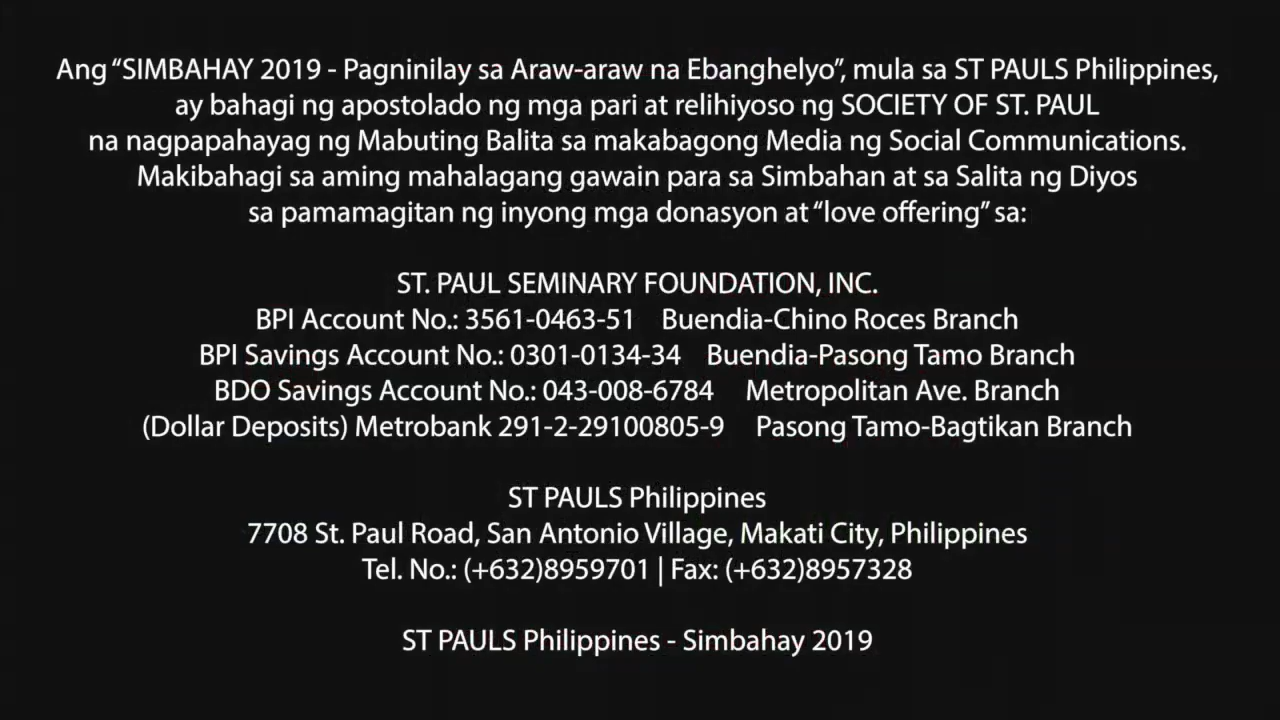 Ang “SIMBAHAY 2019 - Pagninilay sa Araw-araw na Ebanghelyo”, mula sa ST PAULS Philippines,
ay bahagi ng apostolado ng mga pari at relihiyoso ng SOCIETY OF ST. PAUL
na nagpapahayag ng Mabuting Balita sa makabagong Media ng Social Communications.
Makibahagi sa aming mahalagang gawain para sa Simbahan at sa Salita ng Diyos
sa pamamagitan ng inyong mga donasyon at “love offering” sa:
ST. PAUL SEMINARY FOUNDATION, INC.
BPI Account No.: 3561-0463-51 Buendia-Chino Roces Branch
BPI Savings Account No.: 0301-0134-34 Buendia-Pasong Tamo Branch
BDO Savings Account No.: 043-008-6784 Metropolitan Ave. Branch
(Dollar Deposits) Metrobank 291-2-29100805-9 Pasong Tamo-Bagtikan Branch
ST PAULS Philippines
7708 St. Paul Road, San Antonio Village, Makati City, Philippines
Tel. No.: (+632)8959701 | Fax: (+632)8957328
ST PAULS Philippines - Simbahay 2019